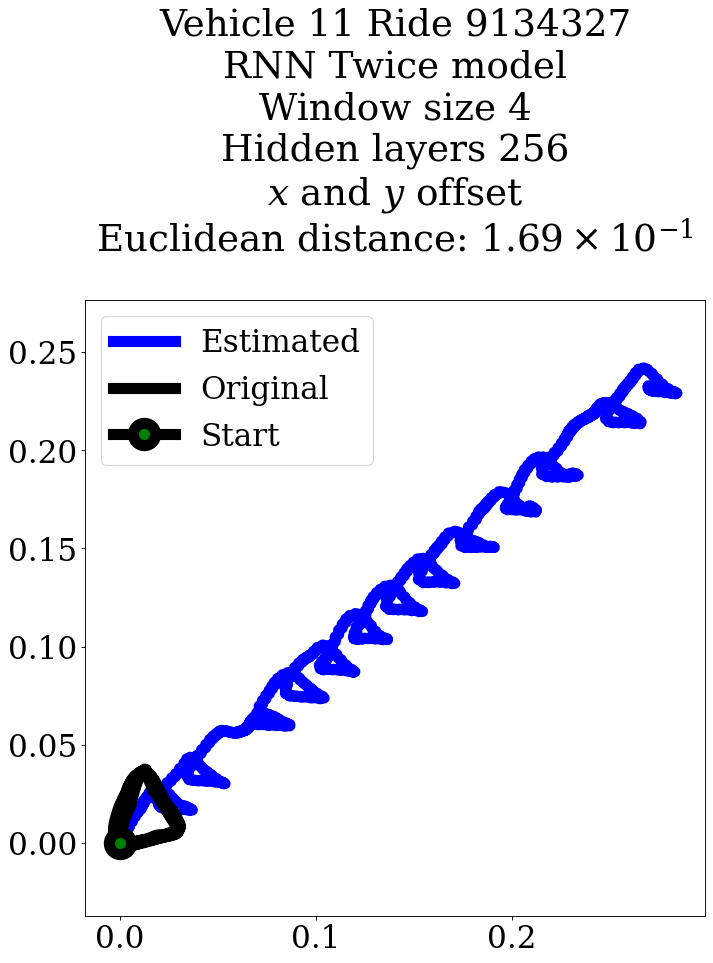 Vehicle 11 Ride 9134327
RNN Twice model
Window size 4
Hidden layers 256
x and y offset
Euclidean distance: 1.69 × 10⁻¹
Estimated
Original
Start
0.25
0.20
0.15
0.10
0.05
0.00
0.0 0.1 0.2